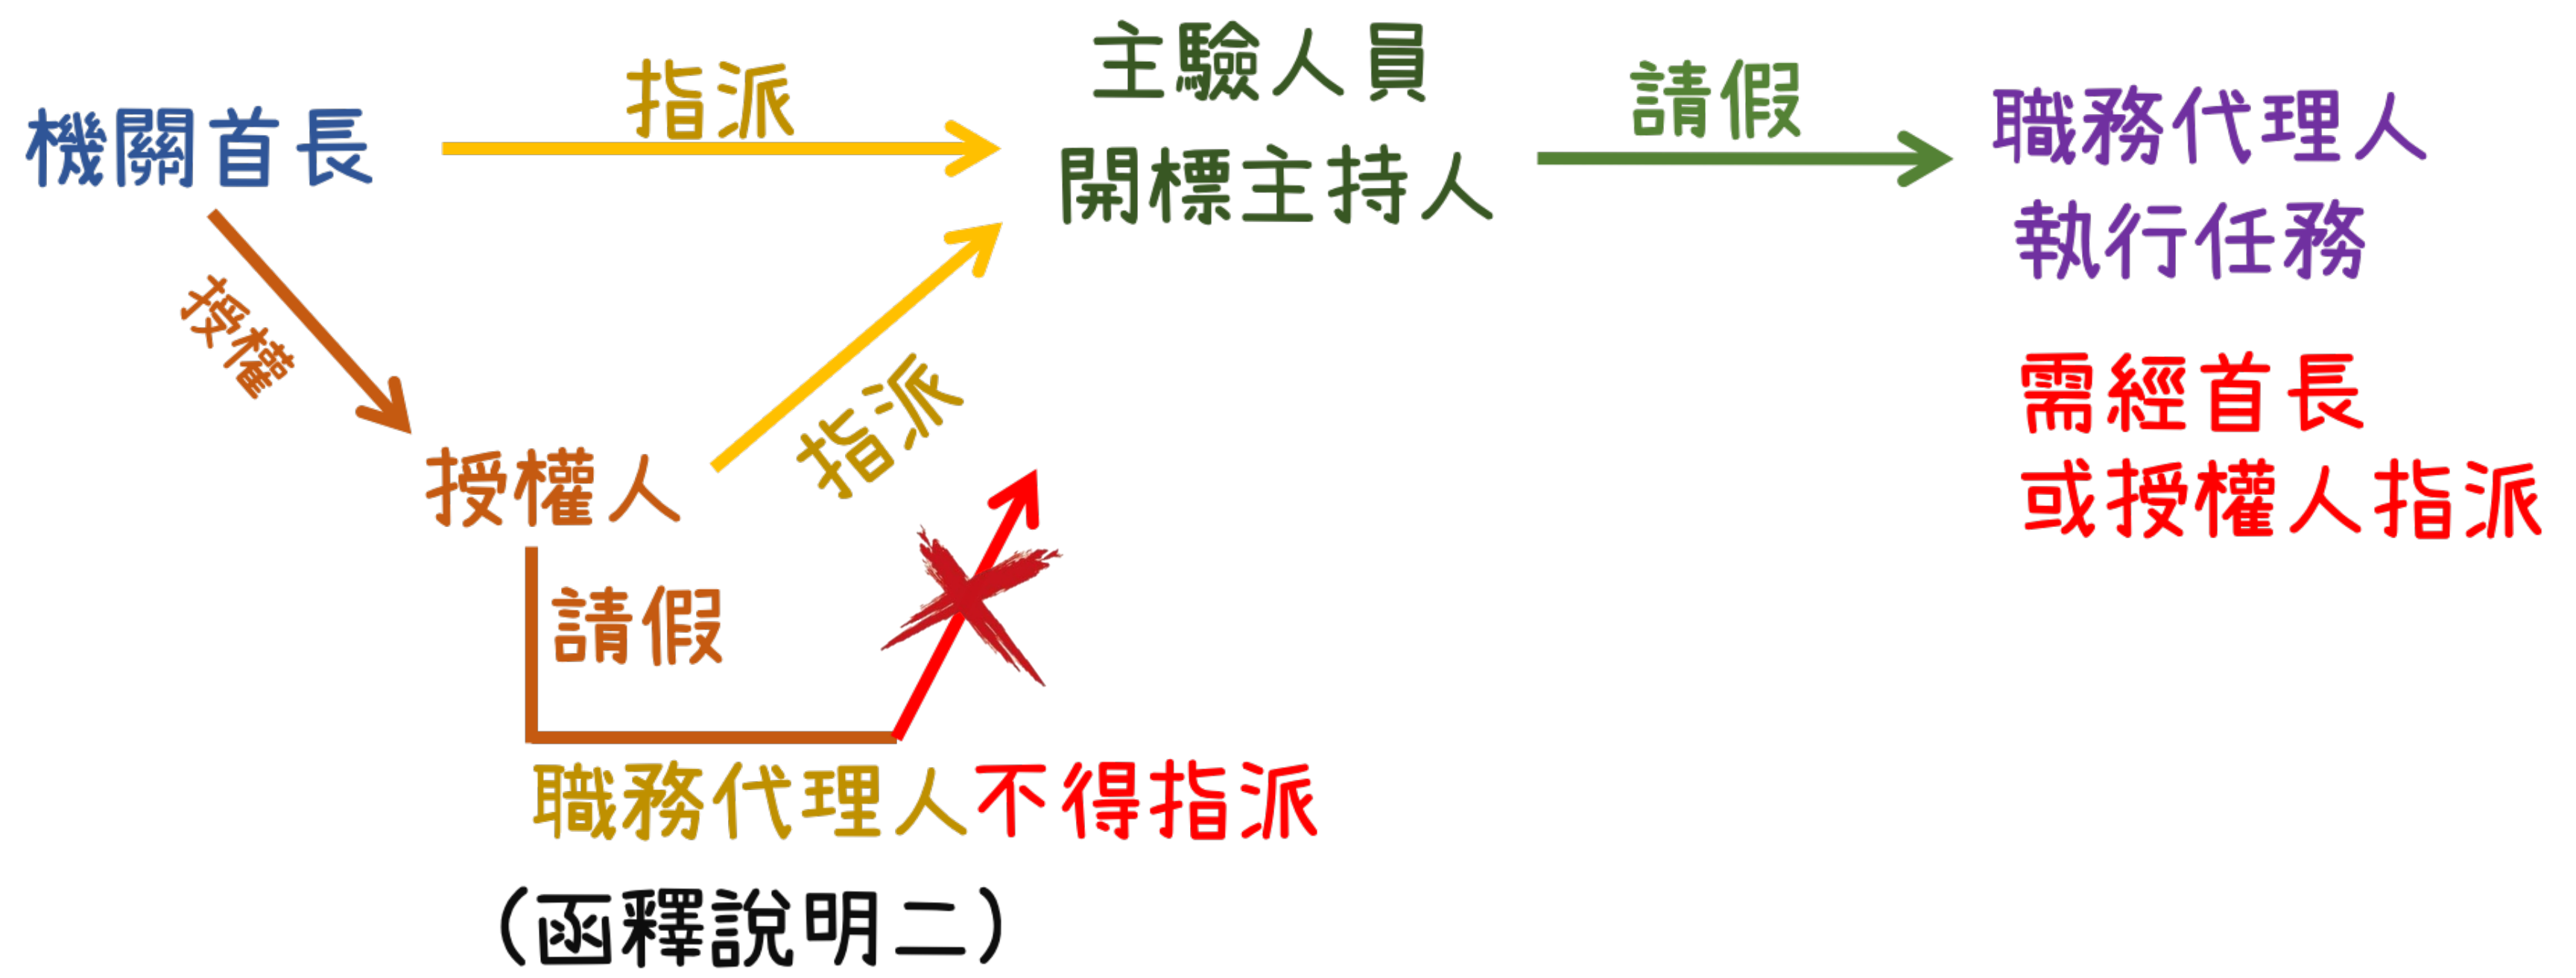 機關首長
指派
主驗人員
開標主持人
請假
職務代理人
執行任務
需經首長
或授權人指派
授權
授權人
指派
請假
職務代理人不得指派
(函釋說明二)